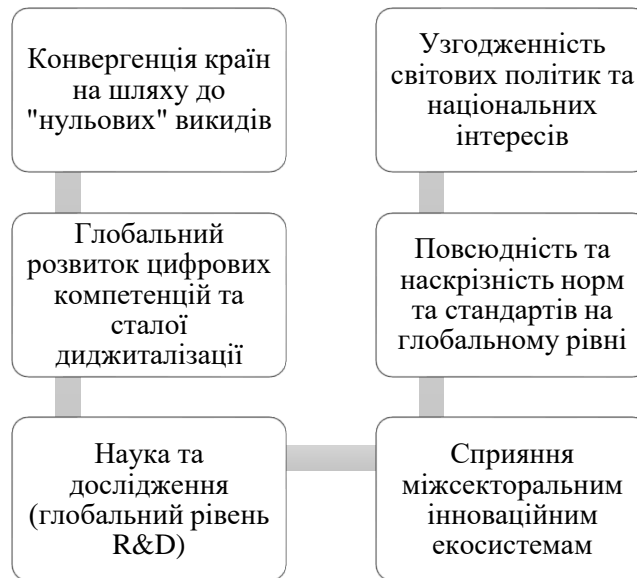 Конвергенція країн
на шляху до
"нульових" викидів
Глобальний
розвиток цифрових
компетенцій та
сталої
диджиталізації
Наука та
дослідження
(глобальний рівень
R&D)
Сприяння
міжсекторальним
інноваційним
екосистемам
Повсюдність та
наскрізність норм
та стандартів на
глобальному рівні
Узгодженність
світових політик та
національних
інтересів